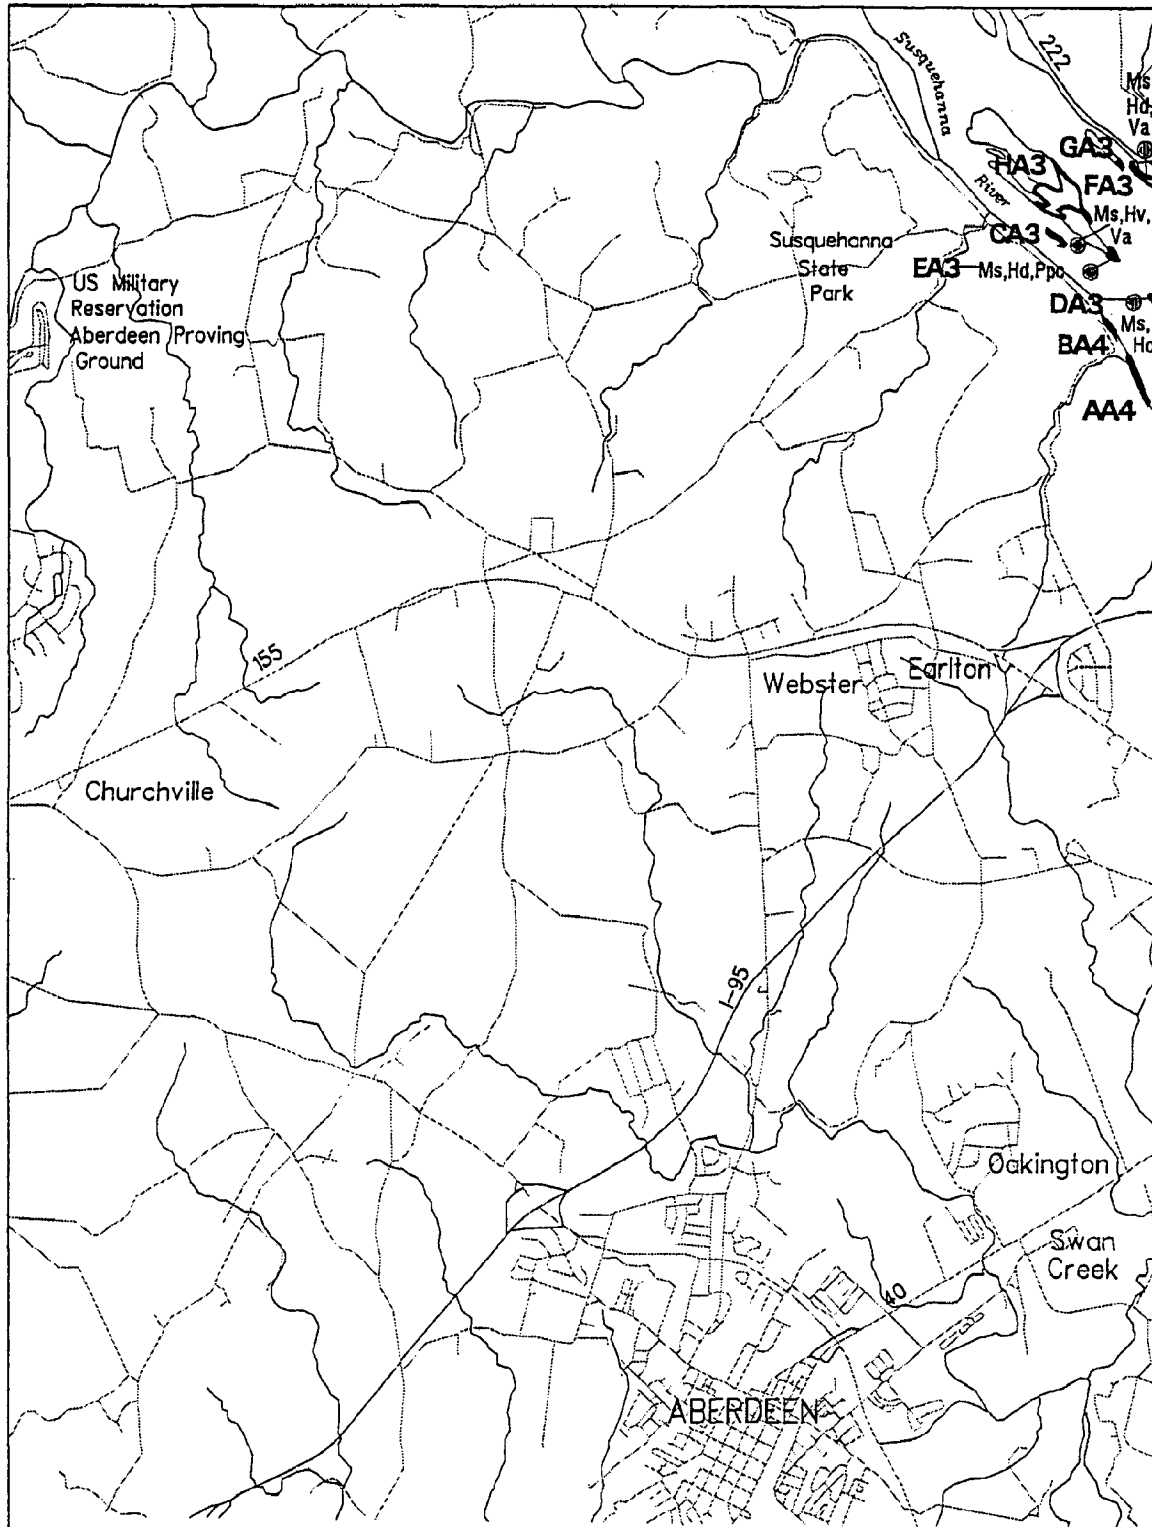 Susquehanna
River
222
Ms
Hd,
Va
GA3
HA3
FA3
Ms,Hv,
Va
CA3
Susquehanna
State
Park
EA3
Ms,Hd,Ppc
DA3
Ms,
BA4
AA4
US Military
Reservation
Aberdeen Proving
Ground
155
Webster
Earlton
Churchville
I-95
Oakington
Swan
Creek
40
ABERDEEN